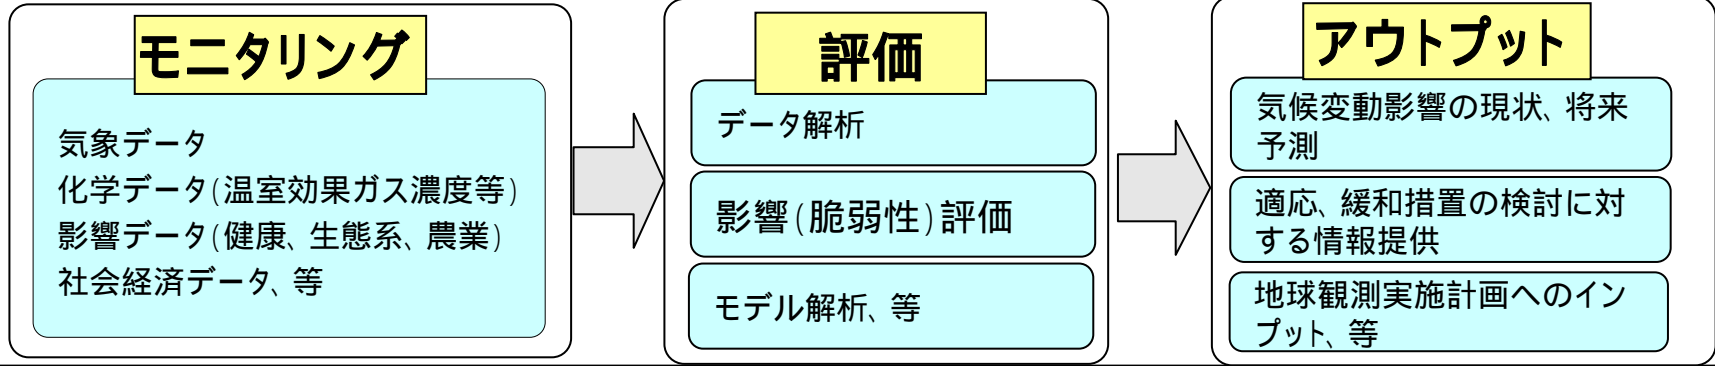 モニタリング
気象データ
化学データ(温室効果ガス濃度等)
影響データ(健康、生態系、農業)
社会経済データ、等
評価
データ解析
影響(脆弱性)評価
モデル解析、等
アウトプット
気候変動影響の現状、将来
予測
適応、緩和措置の検討に対
する情報提供
地球観測実施計画へのイン
プット、等